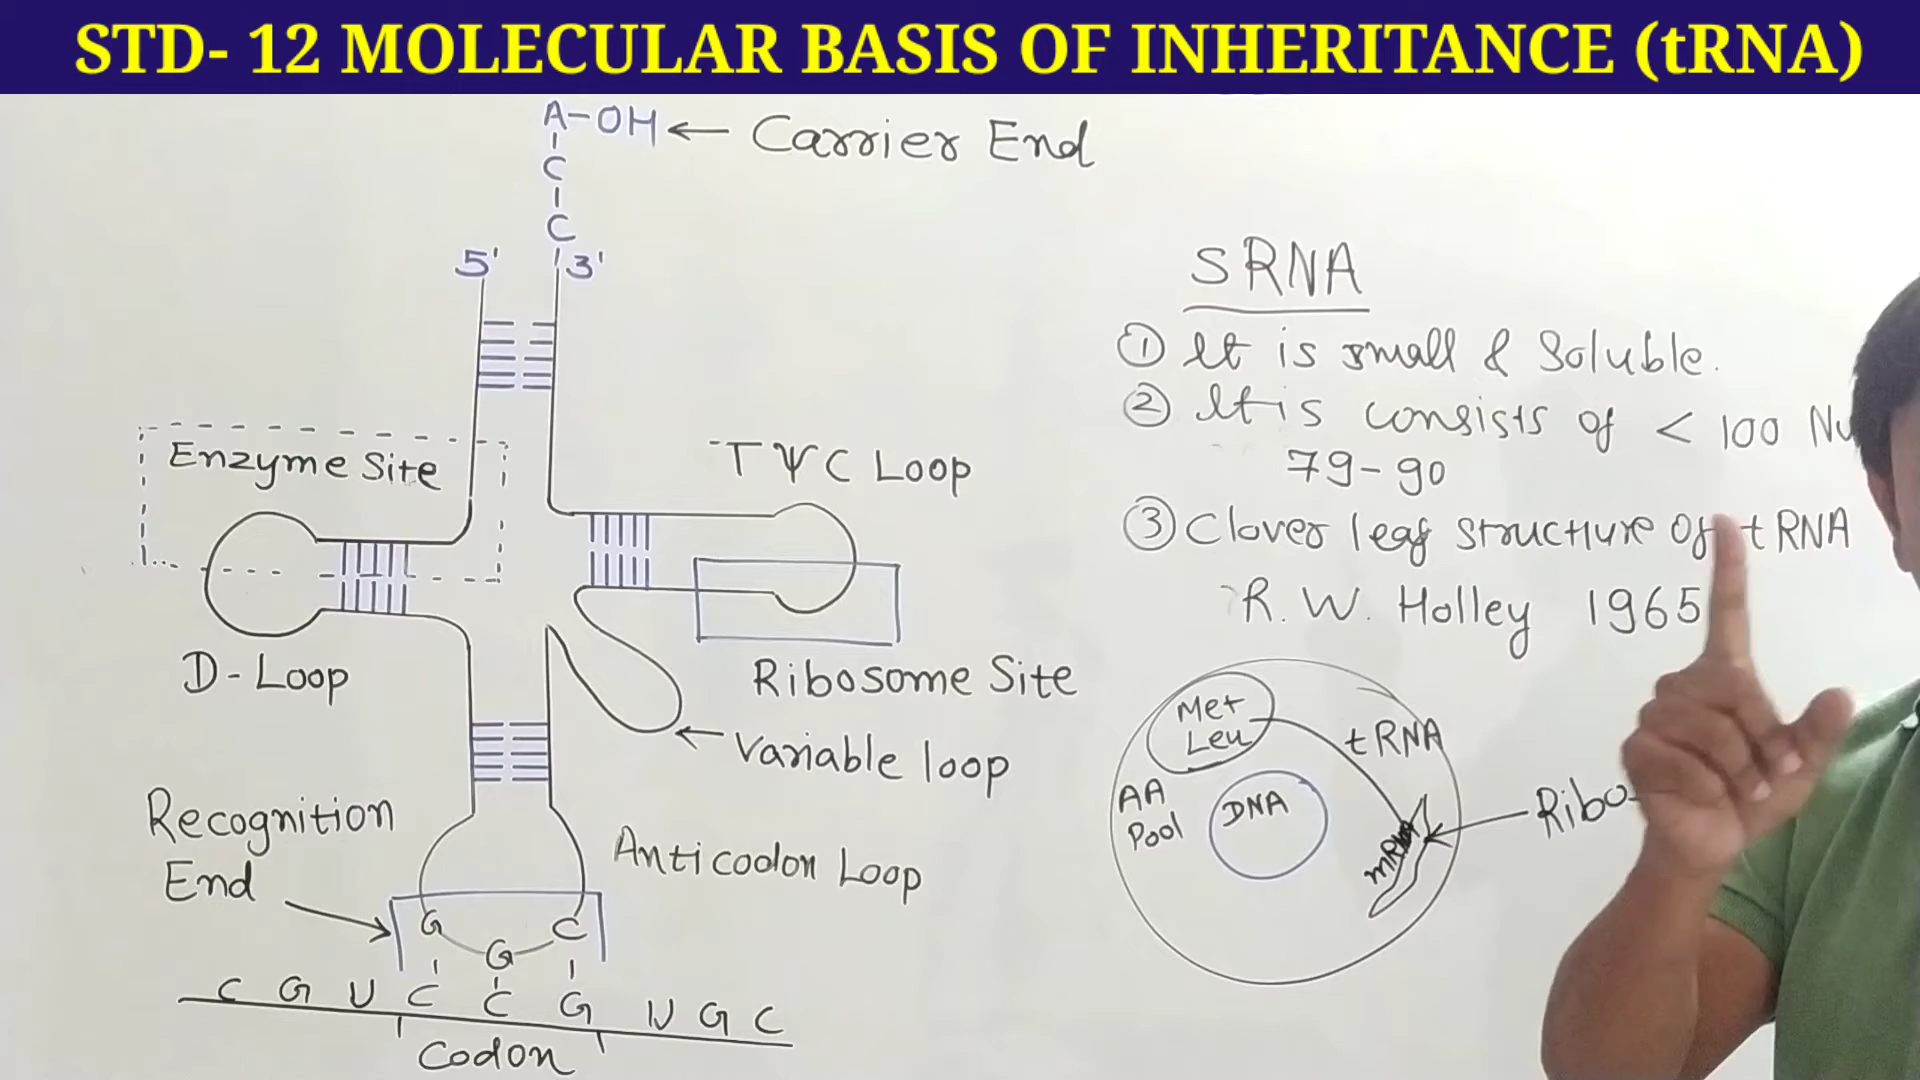 STD- 12 MOLECULAR BASIS OF INHERITANCE (tRNA)
A-OH ← Carrier End
C
C
5' 3'
Enzyme Site
TΨC Loop
D-Loop
Ribosome Site
← Variable loop
Recognition
End
Anticodon Loop
G G C
C G U C C G U G C
Codon
SRNA
① It is small & Soluble.
② It is consists of < 100 Nu
79-90
③ Clover leaf structure of tRNA
R. W. Holley 1965
Met
Leu
tRNA
AA
Pool
DNA
mRNA
Ribo